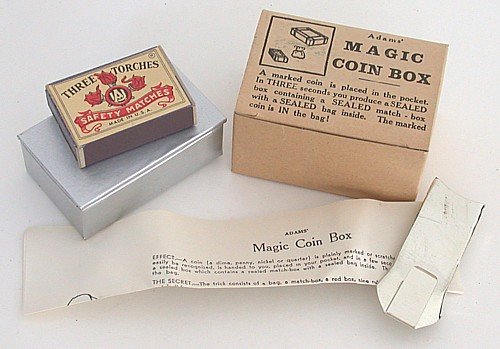 THREE TORCHES
SAFETY MATCHES
MADE IN U.S.A.
Adams'
MAGIC
COIN BOX
A marked coin is placed in the pocket.
In THREE seconds you produce a SEALED
box containing a SEALED match-box
with a SEALED bag inside. The marked
coin is IN the bag!
ADAMS'
Magic Coin Box
EFFECT—A coin (a dime, penny, nickel or quarter) is plainly marked or scratch
easily be recognized, is handed to you, placed in your pocket, and in a few
a sealed
the bag, box which contains a sealed match-box with a sealed bag inside. The
THE SECRET—The trick consists of a bag, a match-box, a red box,